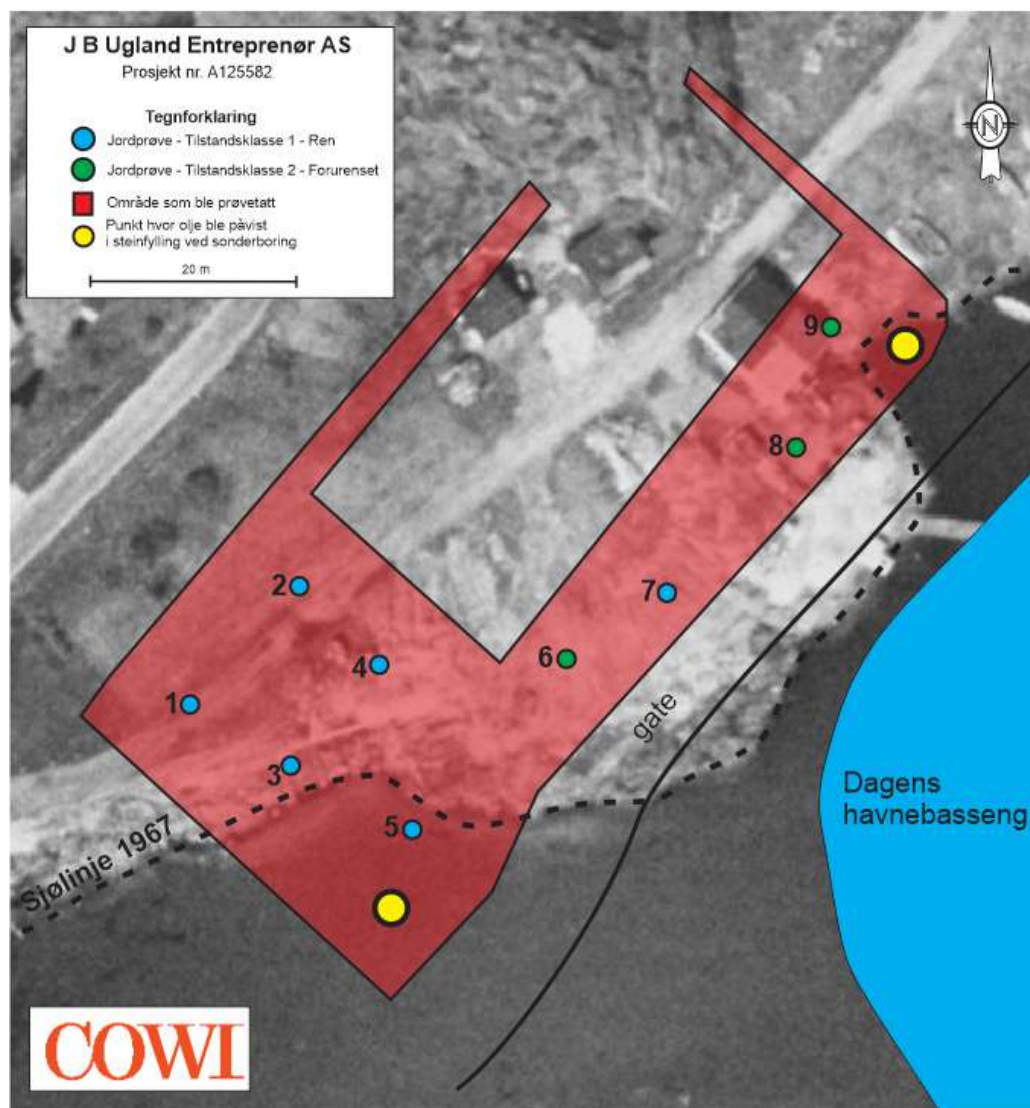 J B Ugland Entreprenør AS
Prosjekt nr. A125582
Tegnforklaring
Jordprøve - Tilstandsklasse 1 - Ren
Jordprøve - Tilstandsklasse 2 - Forurenset
Område som ble prøvetatt
Punkt hvor olje ble påvist
i steinfylling ved sonderboring
20 m
N
9
8
2
7
4
6
1
gate
3
Dagens
havnebasseng
5
Sjølinje 1967
COWI